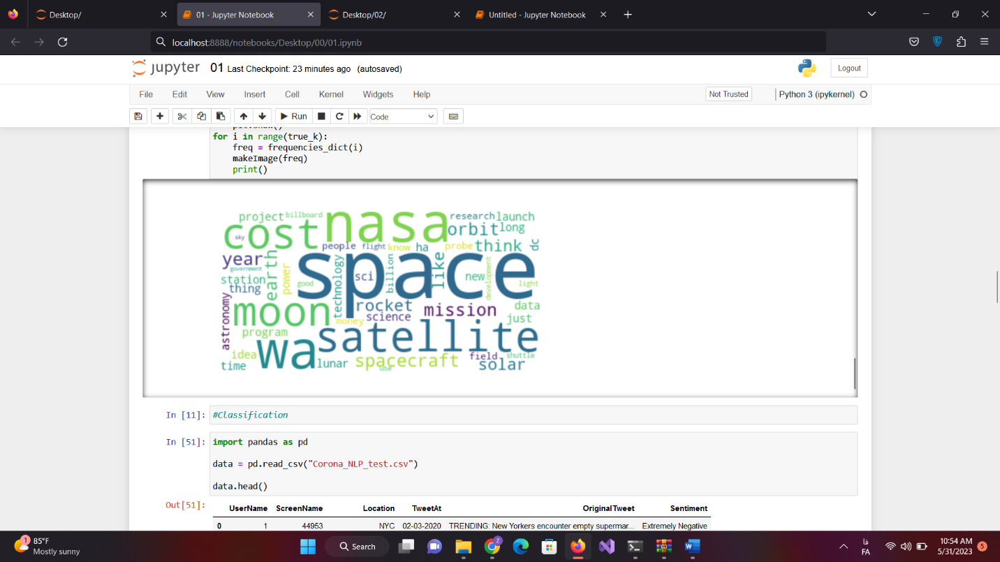 Desktop/
01 - Jupyter Notebook
Desktop/02/
Untitled - Jupyter Notebook
localhost:8888/notebooks/Desktop/00/01.ipynb
jupyter 01 Last Checkpoint: 23 minutes ago (autosaved)
Logout
File Edit View Insert Cell Kernel Widgets Help
Not Trusted
Python 3 (ipykernel)
Run
Code
for i in range(true_k):
    freq = frequencies_dict(i)
    makeImage(freq)
    print()
project billboard nasa research launch
cost orbit long
sky people flight know ha probe think dc
year earth space like
government technology sci billion new development
station power good light
thing
moon rocket mission data
astronomy science just
program money satellite
idea wa field shuttle
time lunar spacecraft solar
use
In [11]: #Classification
In [51]: import pandas as pd
data = pd.read_csv("Corona_NLP_test.csv")
data.head()
Out[51]:
UserName ScreenName Location TweetAt OriginalTweet Sentiment
0 1 44953 NYC 02-03-2020 TRENDING: New Yorkers encounter empty supermar... Extremely Negative
1
85°F
Mostly sunny
Search
2
فا
FA
10:54 AM
5/31/2023
5